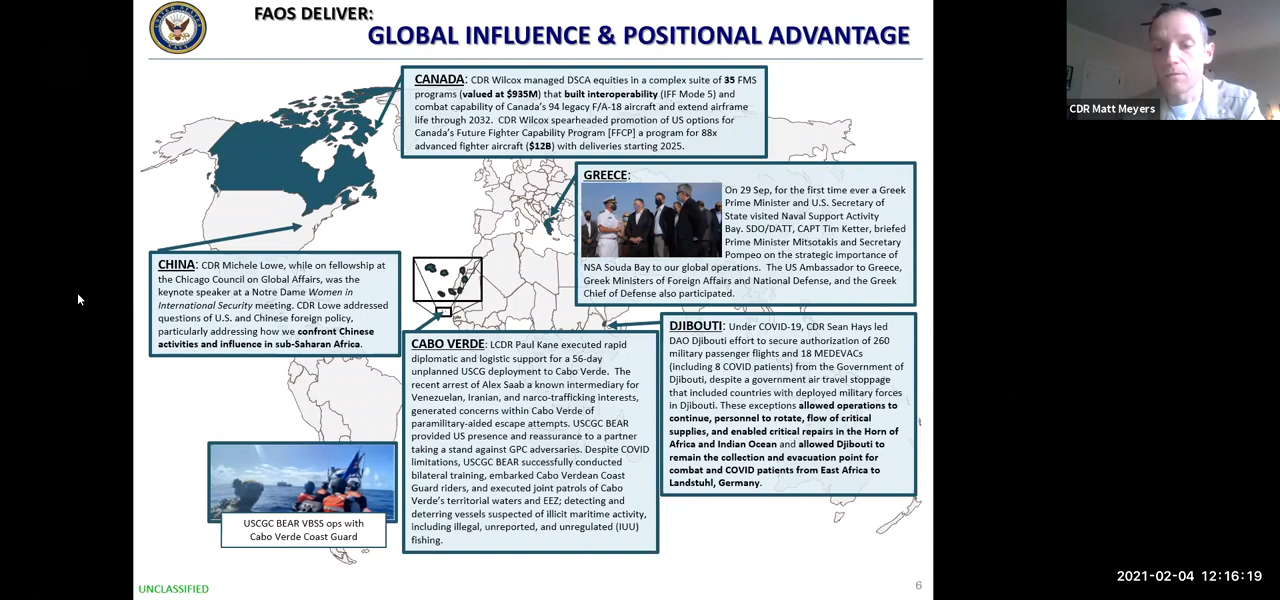 FAOS DELIVER:
GLOBAL INFLUENCE & POSITIONAL ADVANTAGE
CANADA: CDR Wilcox managed DSCA equities in a complex suite of 35 FMS
programs (valued at $935M) that built interoperability (IFF Mode 5) and
combat capability of Canada's 94 legacy F/A-18 aircraft and extend airframe
life through 2032. CDR Wilcox spearheaded promotion of US options for
Canada's Future Fighter Capability Program [FFCP] a program for 88x
advanced fighter aircraft ($12B) with deliveries starting 2025.
GREECE:
On 29 Sep, for the first time ever a Greek
Prime Minister and U.S. Secretary of
State visited Naval Support Activity
Bay. SDO/DATT, CAPT Tim Ketter, briefed
Prime Minister Mitsotakis and Secretary
Pompeo on the strategic importance of
NSA Souda Bay to our global operations. The US Ambassador to Greece,
Greek Ministers of Foreign Affairs and National Defense, and the Greek
Chief of Defense also participated.
CHINA: CDR Michele Lowe, while on fellowship at
the Chicago Council on Global Affairs, was the
keynote speaker at a Notre Dame Women in
International Security meeting. CDR Lowe addressed
questions of U.S. and Chinese foreign policy,
particularly addressing how we confront Chinese
activities and influence in sub-Saharan Africa.
CABO VERDE: LCDR Paul Kane executed rapid
diplomatic and logistic support for a 56-day
unplanned USCG deployment to Cabo Verde. The
recent arrest of Alex Saab a known intermediary for
Venezuelan, Iranian, and narco-trafficking interests,
generated concerns within Cabo Verde of
paramilitary-aided escape attempts. USCGC BEAR
provided US presence and reassurance to a partner
taking a stand against GPC adversaries. Despite COVID
limitations, USCGC BEAR successfully conducted
bilateral training, embarked Cabo Verdean Coast
Guard riders, and executed joint patrols of Cabo
Verde's territorial waters and EEZ; detecting and
deterring vessels suspected of illicit maritime activity,
including illegal, unreported, and unregulated (IUU)
fishing.
DJIBOUTI: Under COVID-19, CDR Sean Hays led
DAO Djibouti effort to secure authorization of 260
military passenger flights and 18 MEDEVACs
(including 8 COVID patients) from the Government of
Djibouti, despite a government air travel stoppage
that included countries with deployed military forces
in Djibouti. These exceptions allowed operations to
continue, personnel to rotate, flow of critical
supplies, and enabled critical repairs in the Horn of
Africa and Indian Ocean and allowed Djibouti to
remain the collection and evacuation point for
combat and COVID patients from East Africa to
Landstuhl, Germany.
USCGC BEAR VBSS ops with
Cabo Verde Coast Guard
UNCLASSIFIED
6
CDR Matt Meyers
2021-02-04 12:16:19